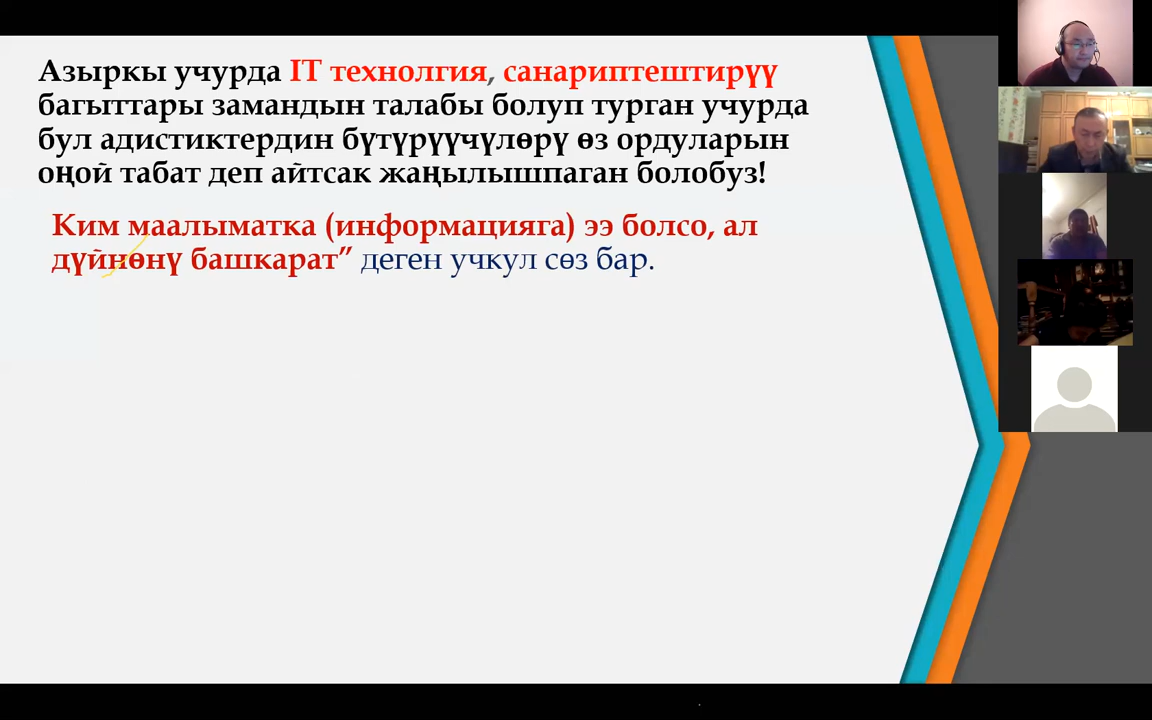 Азыркы учурда IT технолгия, санариптештирүү
багыттары замандын талабы болуп турган учурда
бул адистиктердин бүтүрүүчүлөрү өз ордуларын
оңой табат деп айтсак жаңылышпаган болобуз!
Ким маалыматка (информацияга) ээ болсо, ал
дүйнөнү башкарат” деген учкул сөз бар.